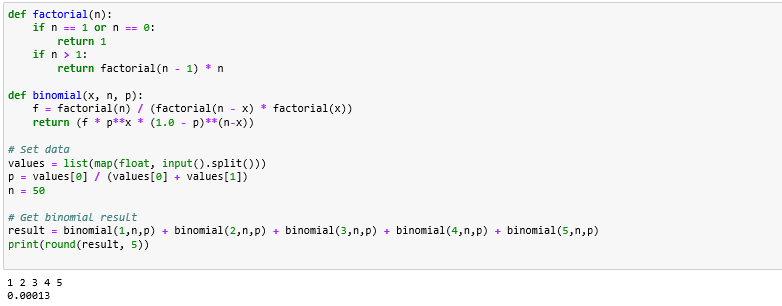 def factorial(n):
    if n == 1 or n == 0:
        return 1
    if n > 1:
        return factorial(n - 1) * n
def binomial(x, n, p):
    f = factorial(n) / (factorial(n - x) * factorial(x))
    return (f * p**x * (1.0 - p)**(n-x))
# Set data
values = list(map(float, input().split()))
p = values[0] / (values[0] + values[1])
n = 50
# Get binomial result
result = binomial(1,n,p) + binomial(2,n,p) + binomial(3,n,p) + binomial(4,n,p) + binomial(5,n,p)
print(round(result, 5))
1 2 3 4 5
0.00013